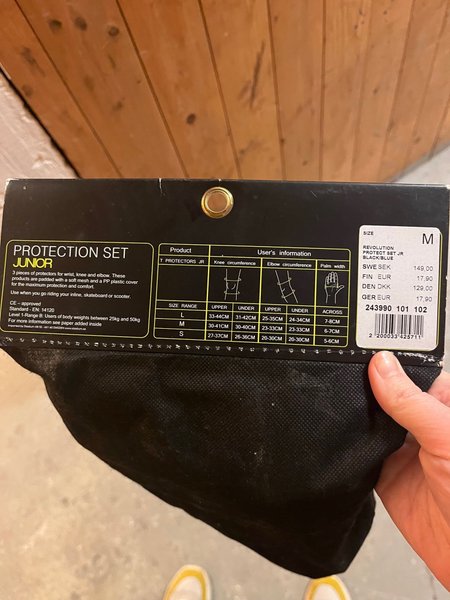 PROTECTION SET
JUNIOR
3 pieces of protectors for wrist, knee and elbow. These
products are padded with a soft mesh and a PP plastic cover
for the maximum protection and comfort.
Use when you go riding your inline, skateboard or scooter.
CE – approved
Standard - EN: 14120
Level 1-Range B: Users of body weights between 25kg and 50kg
For more information see paper added inside
Product User's information
T. PROTECTORS JR Knee circumference Elbow circumference Palm width
SIZE RANGE UPPER UNDER UPPER UNDER ACROSS
L 33-44CM 31-42CM 25-35CM 24-34CM 7-8CM
M 30-41CM 30-40CM 23-33CM 23-33CM 6-7CM
S 27-37CM 26-36CM 20-30CM 20-30CM 5-6CM
SIZE
M
REVOLUTION
PROTECT SET JR
BLACK/BLUE
SWE SEK 149,00
FIN EUR 17,90
DEN DKK 129,00
GER EUR 17,90
243990 101 102
2 200033 425711